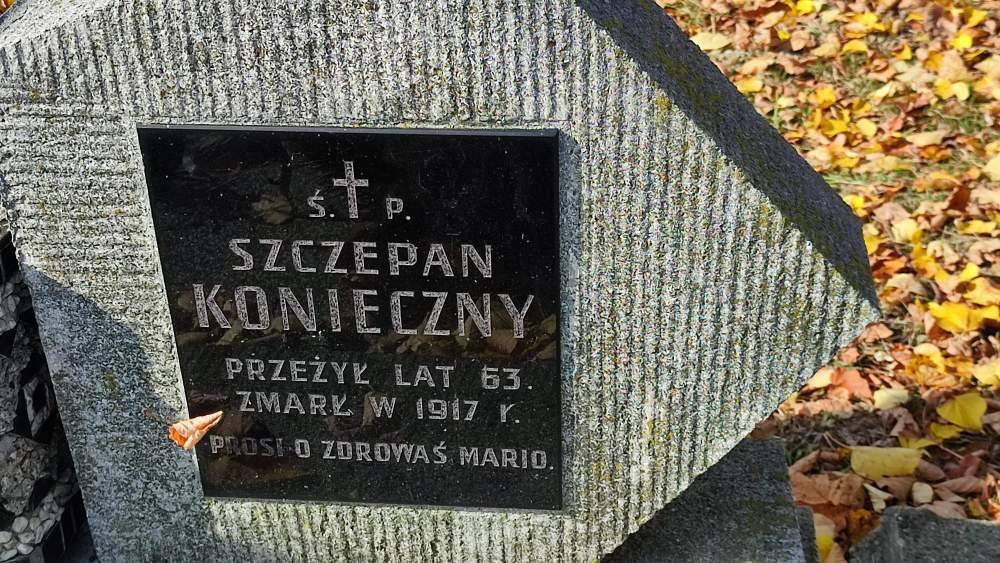 Ś. P.
SZCZEPAN
KONIECZNY
PRZEŻYŁ LAT 63.
ZMARŁ W 1917 r.
PROSI O ZDROWAŚ MARIO.